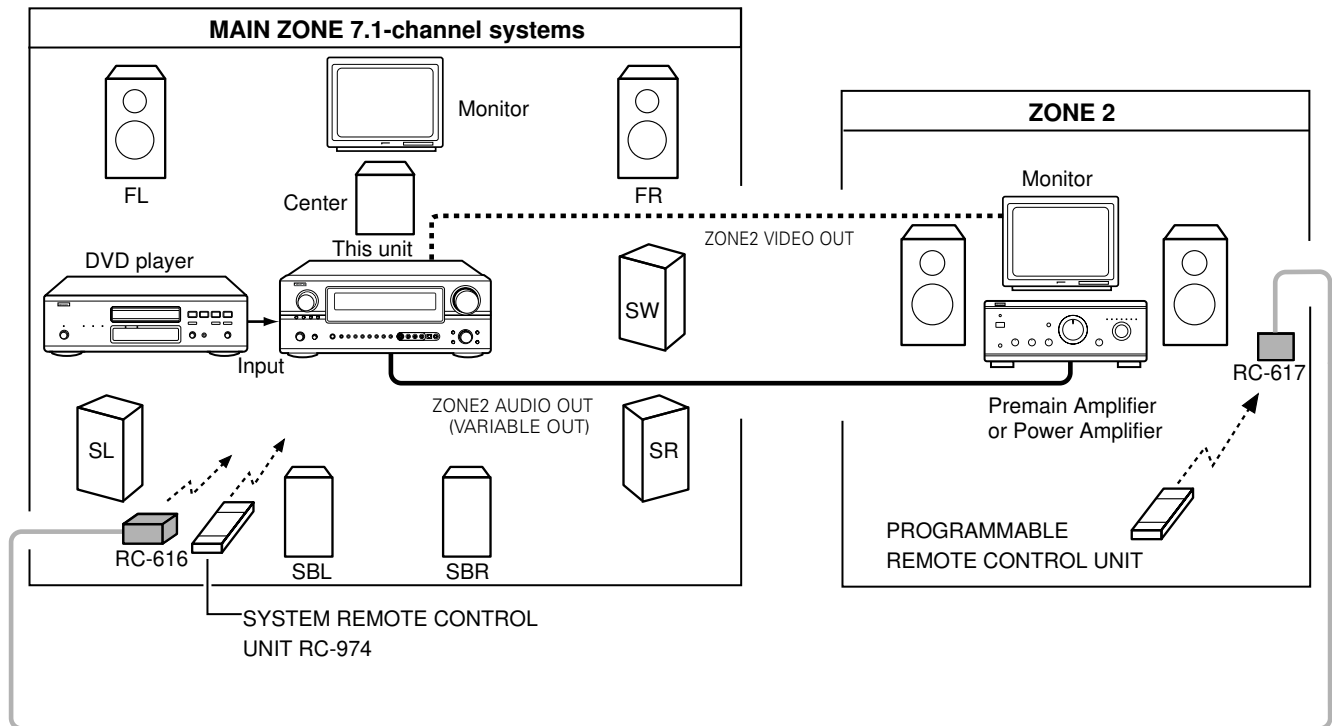 MAIN ZONE 7.1-channel systems
FL
Monitor
Center
FR
DVD player
This unit
Input
ZONE2 VIDEO OUT
SW
ZONE2 AUDIO OUT
(VARIABLE OUT)
SL
SR
RC-616
SBL
SBR
SYSTEM REMOTE CONTROL
UNIT RC-974
ZONE 2
Monitor
RC-617
Premain Amplifier
or Power Amplifier
PROGRAMMABLE
REMOTE CONTROL UNIT